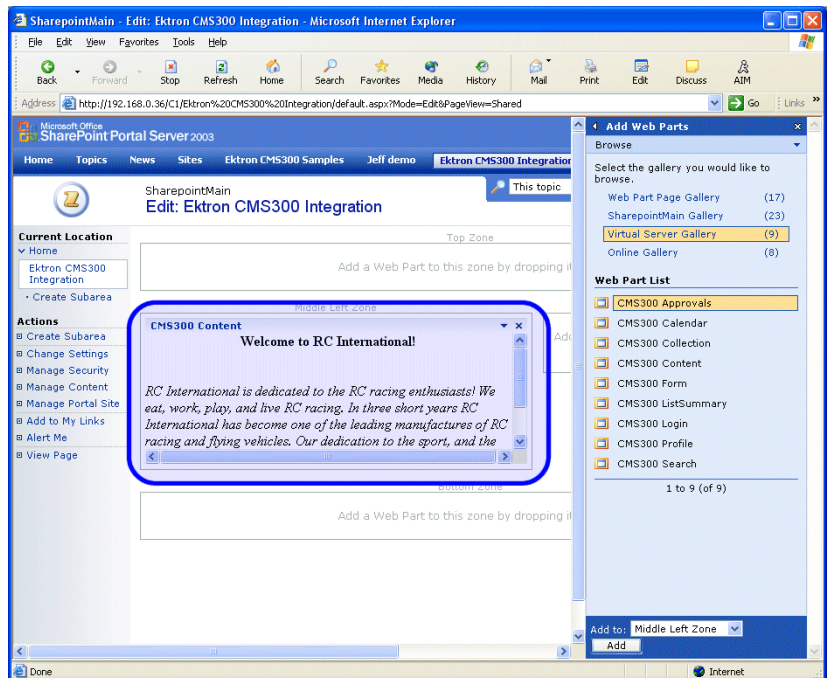 SharepointMain - Edit: Ektron CMS300 Integration - Microsoft Internet Explorer
File Edit View Favorites Tools Help
Back Forward Stop Refresh Home Search Favorites Media History Mail Print Edit Discuss AIM
Address http://192.168.0.36/C1/Ektron%20CMS300%20Integration/default.aspx?Mode=Edit&PageView=Shared Go Links »
Microsoft Office
SharePoint Portal Server 2003
Home Topics News Sites Ektron CMS300 Samples Jeff demo Ektron CMS300 Integration
SharepointMain
Edit: Ektron CMS300 Integration
This topic
Current Location
Home
Ektron CMS300
Integration
Create Subarea
Actions
Create Subarea
Change Settings
Manage Security
Manage Content
Manage Portal Site
Add to My Links
Alert Me
View Page
Top Zone
Add a Web Part to this zone by dropping it
Middle Left Zone
Add
CMS300 Content
Welcome to RC International!
RC International is dedicated to the RC racing enthusiasts! We
eat, work, play, and live RC racing. In three short years RC
International has become one of the leading manufactures of RC
racing and flying vehicles. Our dedication to the sport, and the
Bottom Zone
Add a Web Part to this zone by dropping it
Add Web Parts
Browse
Select the gallery you would like to
browse.
Web Part Page Gallery (17)
SharepointMain Gallery (23)
Virtual Server Gallery (9)
Online Gallery (8)
Web Part List
CMS300 Approvals
CMS300 Calendar
CMS300 Collection
CMS300 Content
CMS300 Form
CMS300 ListSummary
CMS300 Login
CMS300 Profile
CMS300 Search
1 to 9 (of 9)
Add to: Middle Left Zone
Add
Done Internet